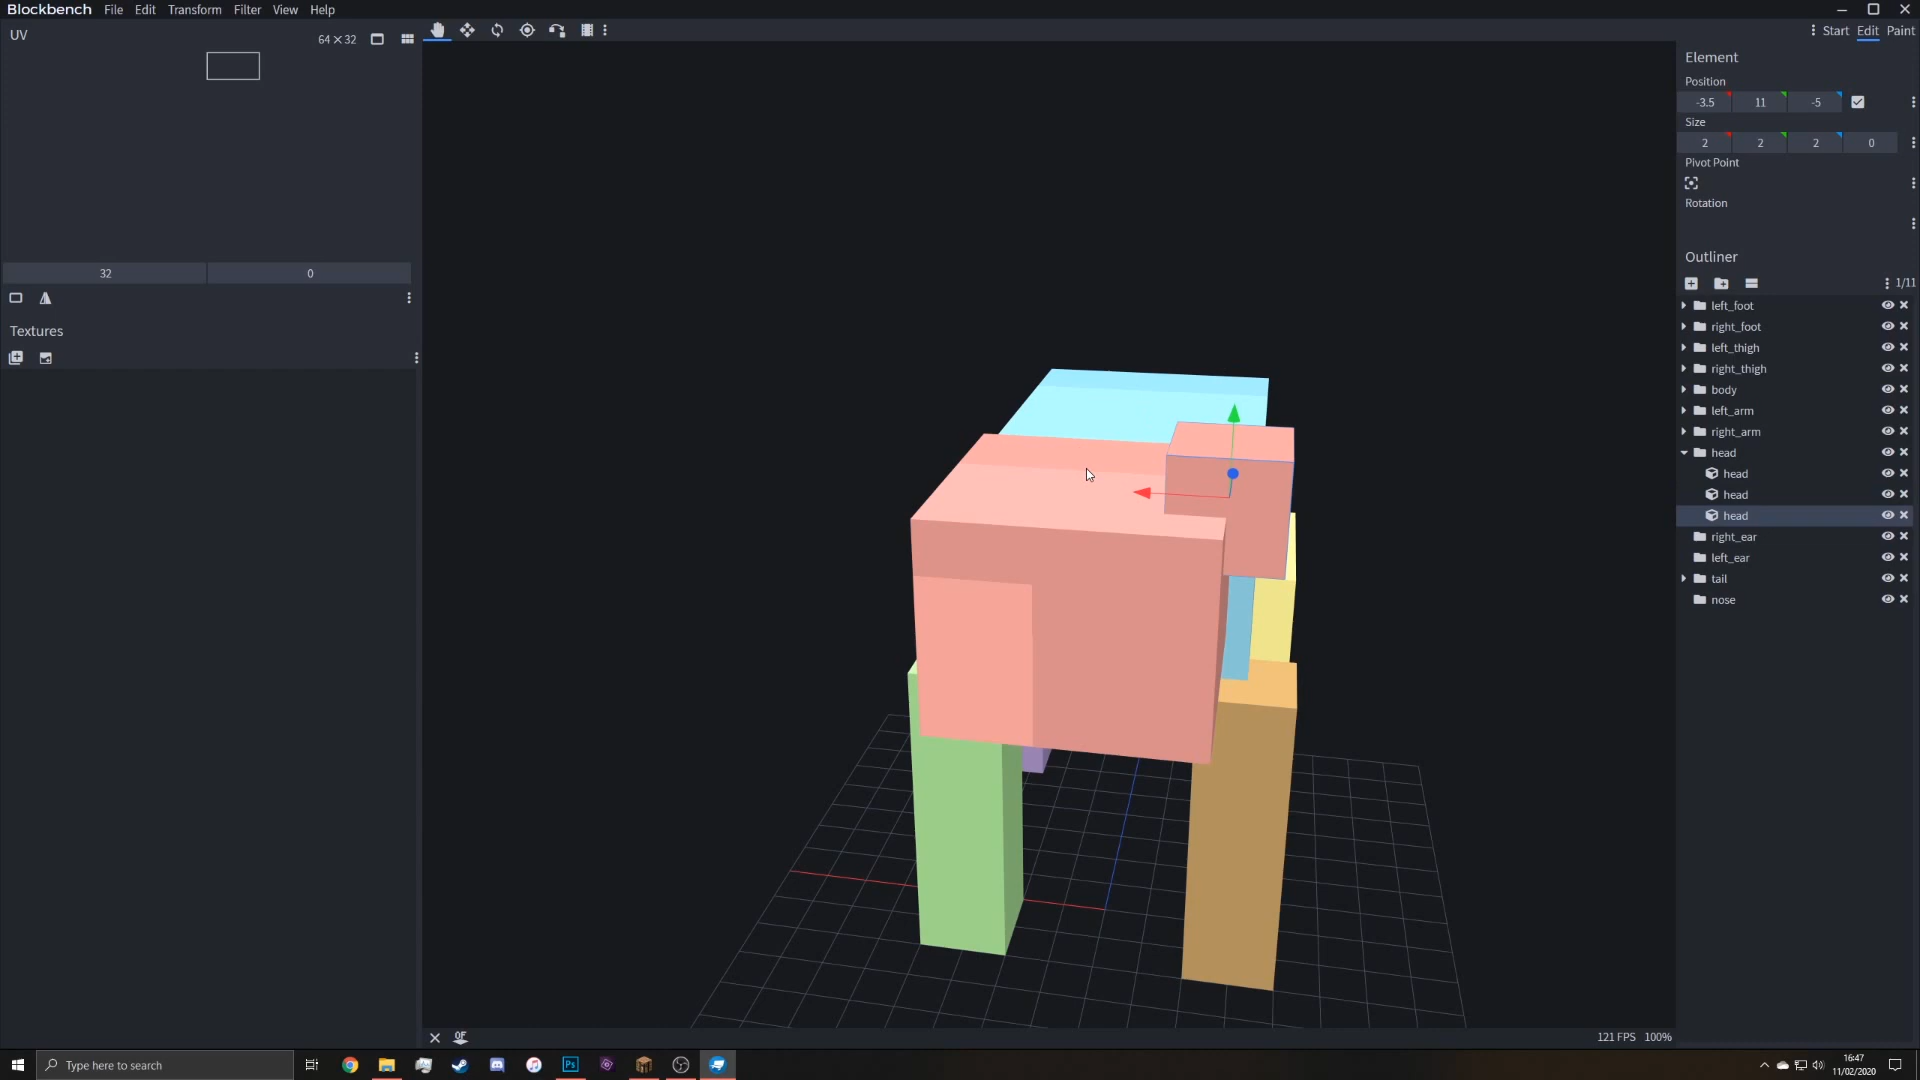 Blockbench File Edit Transform Filter View Help
UV
64 × 32
Start Edit Paint
Element
Position
-3.5 11 -5
Size
2 2 2 0
Pivot Point
Rotation
32 0
Textures
Outliner
1/11
left_foot
right_foot
left_thigh
right_thigh
body
left_arm
right_arm
head
head
head
head
right_ear
left_ear
tail
nose
121 FPS 100%
Type here to search
Ps
16:47
11/02/2020